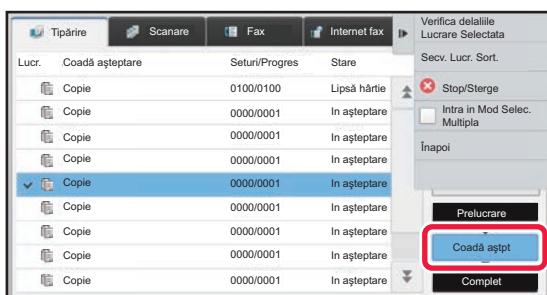 Tipărire
Scanare
Fax
Internet fax
Lucr.
Coadă aşteptare
Seturi/Progres
Stare
Copie
0100/0100
Lipsă hârtie
Copie
0000/0001
In aşteptare
Copie
0000/0001
In aşteptare
Copie
0000/0001
In aşteptare
Copie
0000/0001
In aşteptare
Copie
0000/0001
In aşteptare
Copie
0000/0001
In aşteptare
Copie
0000/0001
In aşteptare
Copie
0000/0001
In aşteptare
Verifica delaliile
Lucrare Selectata
Secv. Lucr. Sort.
Stop/Sterge
Intra in Mod Selec.
Multipla
Înapoi
Prelucrare
Coadă aştpt
Complet